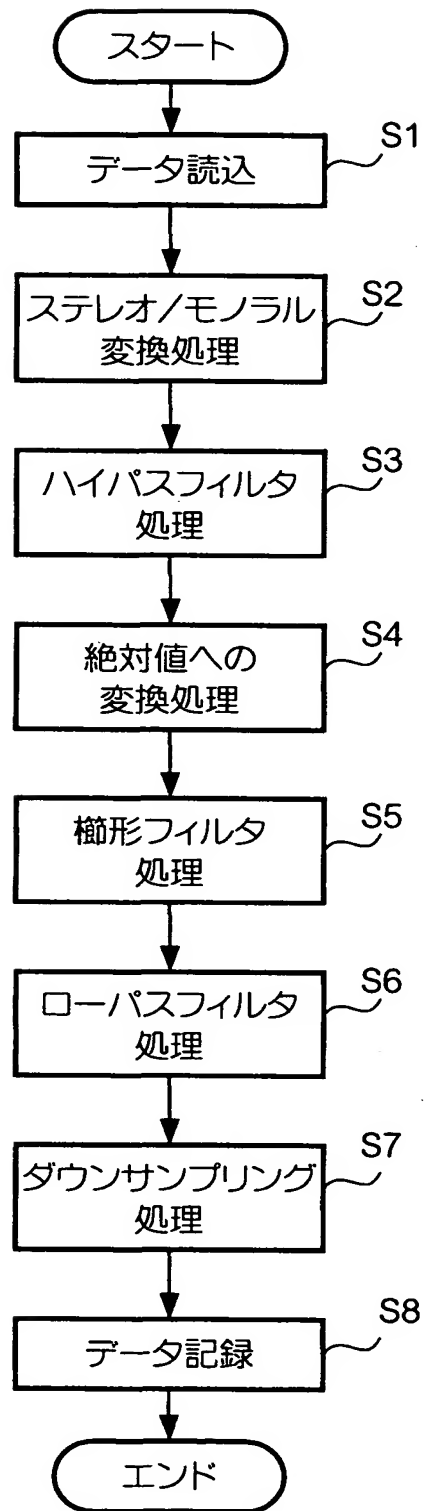 スタート
データ読込
S1
ステレオ/モノラル
変換処理
S2
ハイパスフィルタ
処理
S3
絶対値への
変換処理
S4
櫛形フィルタ
処理
S5
ローパスフィルタ
処理
S6
ダウンサンプリング
処理
S7
データ記録
S8
エンド